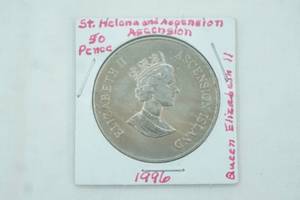 St. Helena and Ascension
Ascension
50
Pence
ELIZABETH II
ASCENSION ISLAND
Queen Elizabeth II
1996